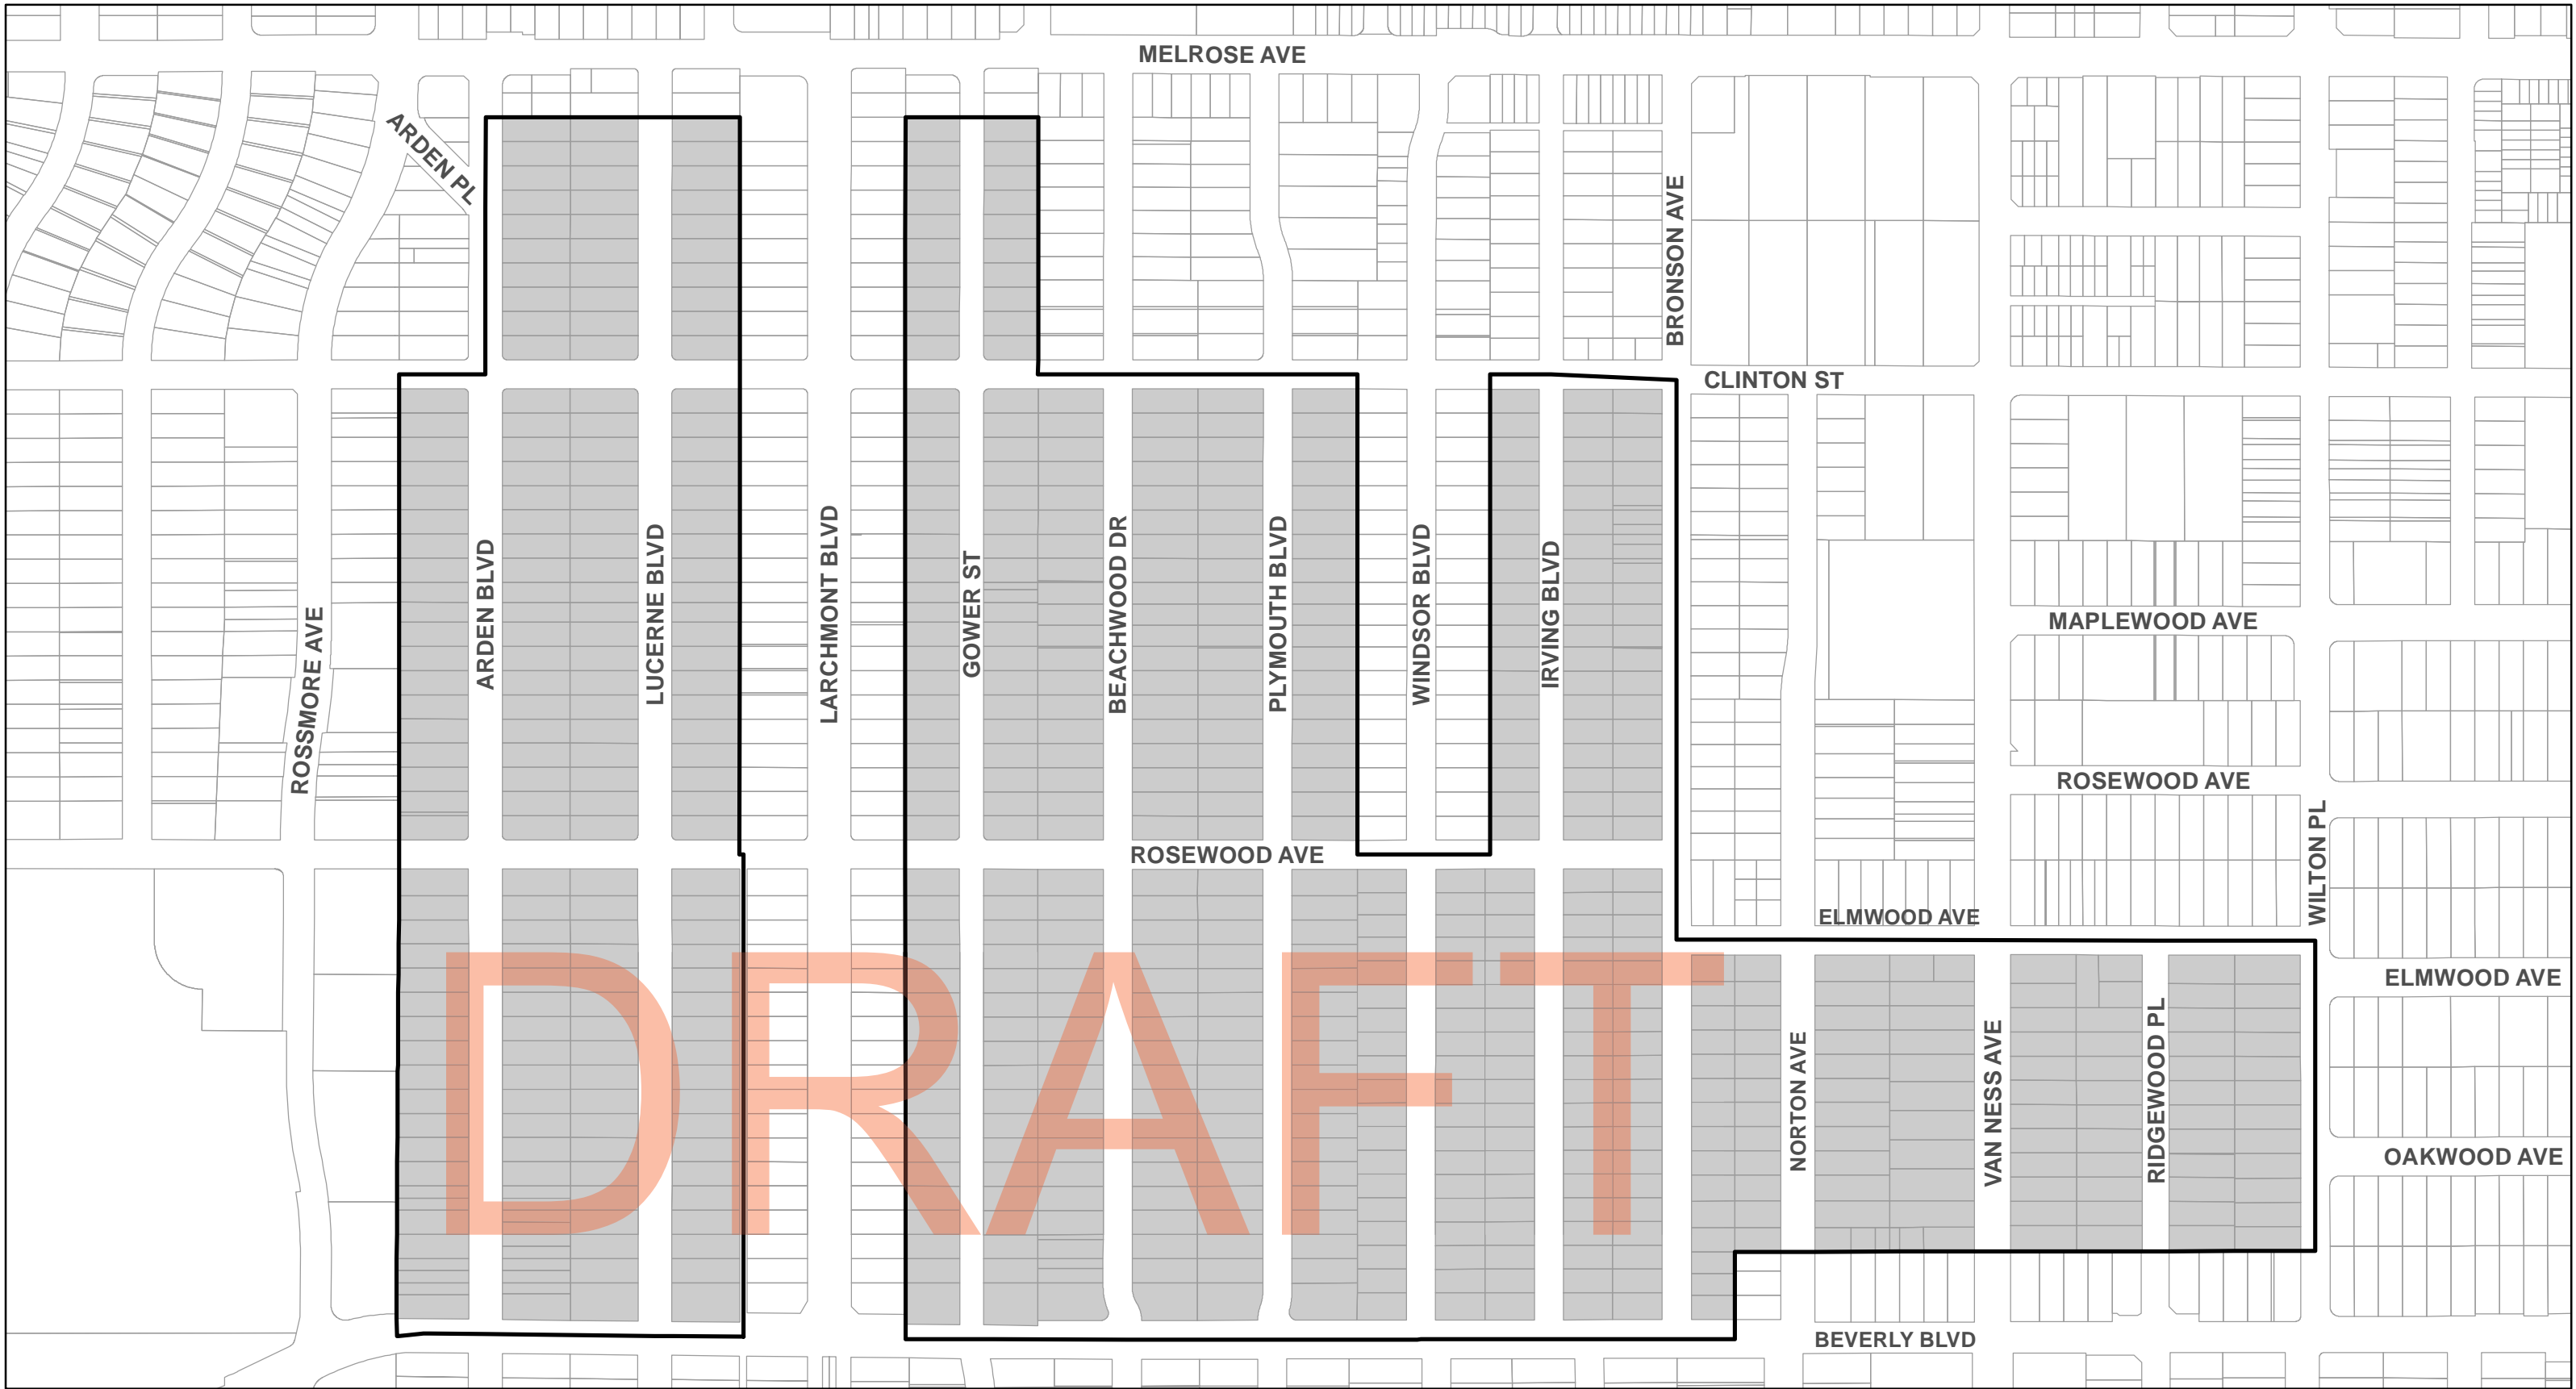 MELROSE AVE
ARDEN PL
BRONSON AVE
CLINTON ST
ARDEN BLVD
LUCERNE BLVD
LARCHMONT BLVD
GOWER ST
BEACHWOOD DR
PLYMOUTH BLVD
WINDSOR BLVD
IRVING BLVD
ROSSMORE AVE
MAPLEWOOD AVE
ROSEWOOD AVE
ROSEWOOD AVE
WILTON PL
ELMWOOD AVE
ELMWOOD AVE
DRAFT
NORTON AVE
VAN NESS AVE
RIDGEWOOD PL
OAKWOOD AVE
BEVERLY BLVD